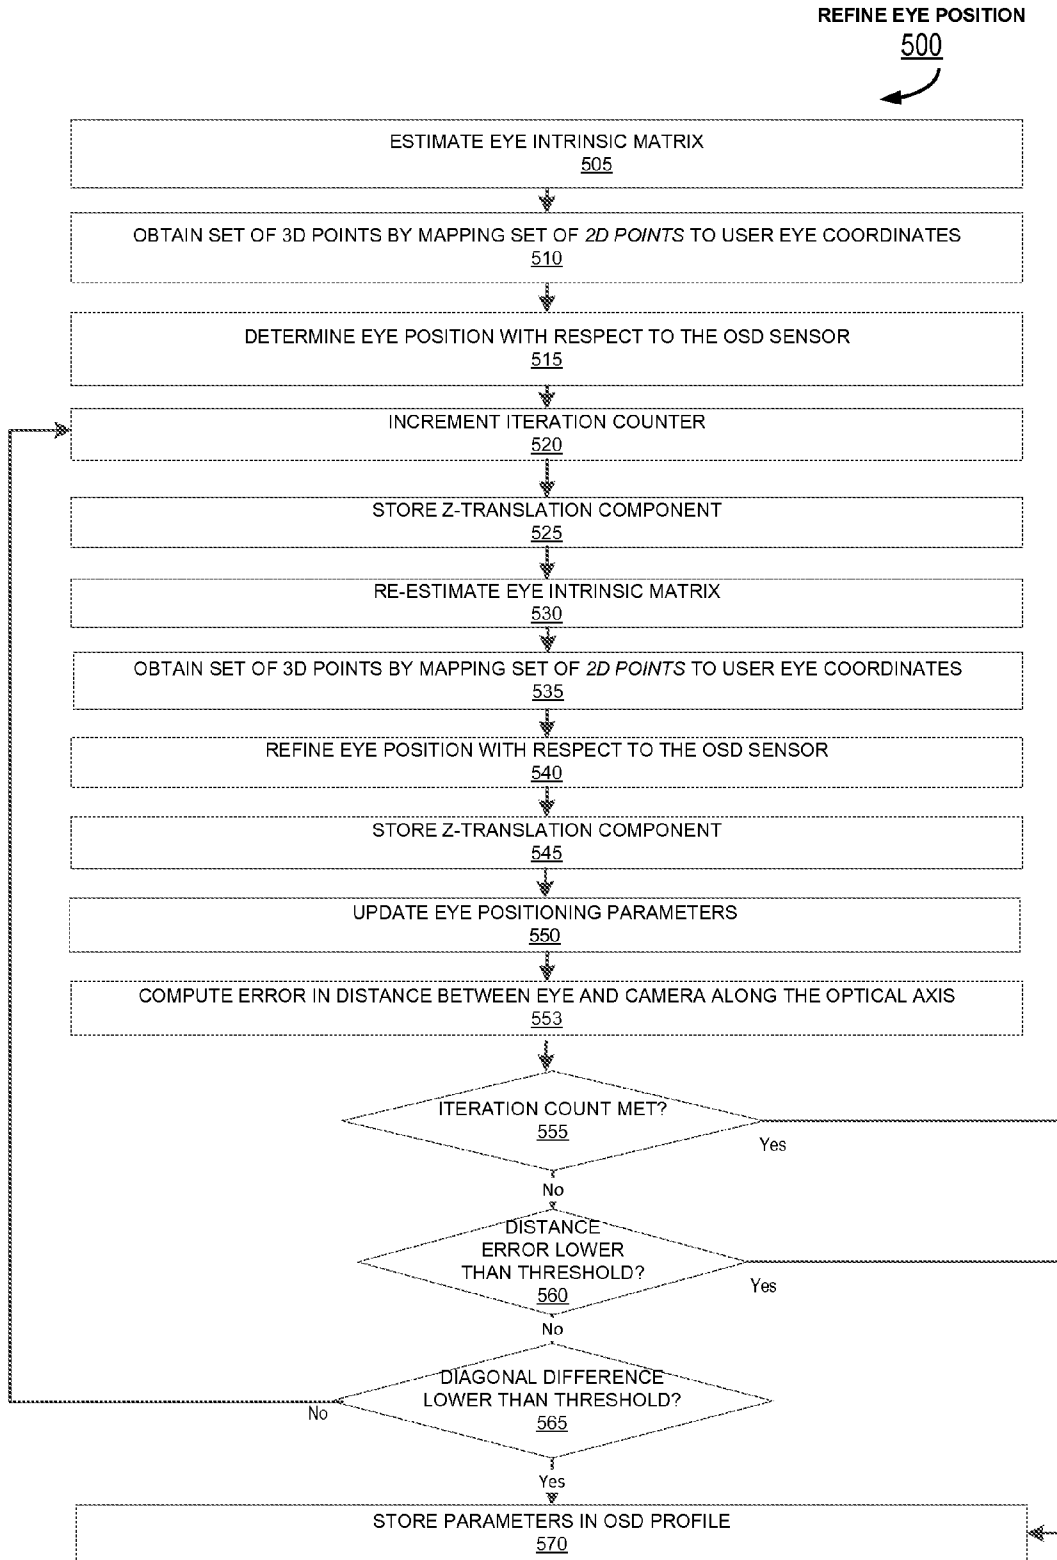 REFINE EYE POSITION
500
ESTIMATE EYE INTRINSIC MATRIX
505
OBTAIN SET OF 3D POINTS BY MAPPING SET OF 2D POINTS TO USER EYE COORDINATES
510
DETERMINE EYE POSITION WITH RESPECT TO THE OSD SENSOR
515
INCREMENT ITERATION COUNTER
520
STORE Z-TRANSLATION COMPONENT
525
RE-ESTIMATE EYE INTRINSIC MATRIX
530
OBTAIN SET OF 3D POINTS BY MAPPING SET OF 2D POINTS TO USER EYE COORDINATES
535
REFINE EYE POSITION WITH RESPECT TO THE OSD SENSOR
540
STORE Z-TRANSLATION COMPONENT
545
UPDATE EYE POSITIONING PARAMETERS
550
COMPUTE ERROR IN DISTANCE BETWEEN EYE AND CAMERA ALONG THE OPTICAL AXIS
553
ITERATION COUNT MET?
555
Yes
No
DISTANCE
ERROR LOWER
THAN THRESHOLD?
560
Yes
No
DIAGONAL DIFFERENCE
LOWER THAN THRESHOLD?
565
No
Yes
STORE PARAMETERS IN OSD PROFILE
570